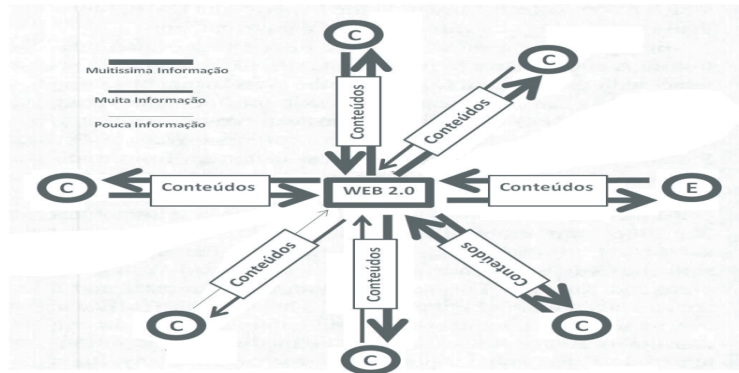 C
C
Muitissima Informação
Muita Informação
Pouca Informação
Conteúdos
Conteúdos
C
Conteúdos
WEB 2.0
Conteúdos
E
Conteúdos
Conteúdos
Conteúdos
C
C
C